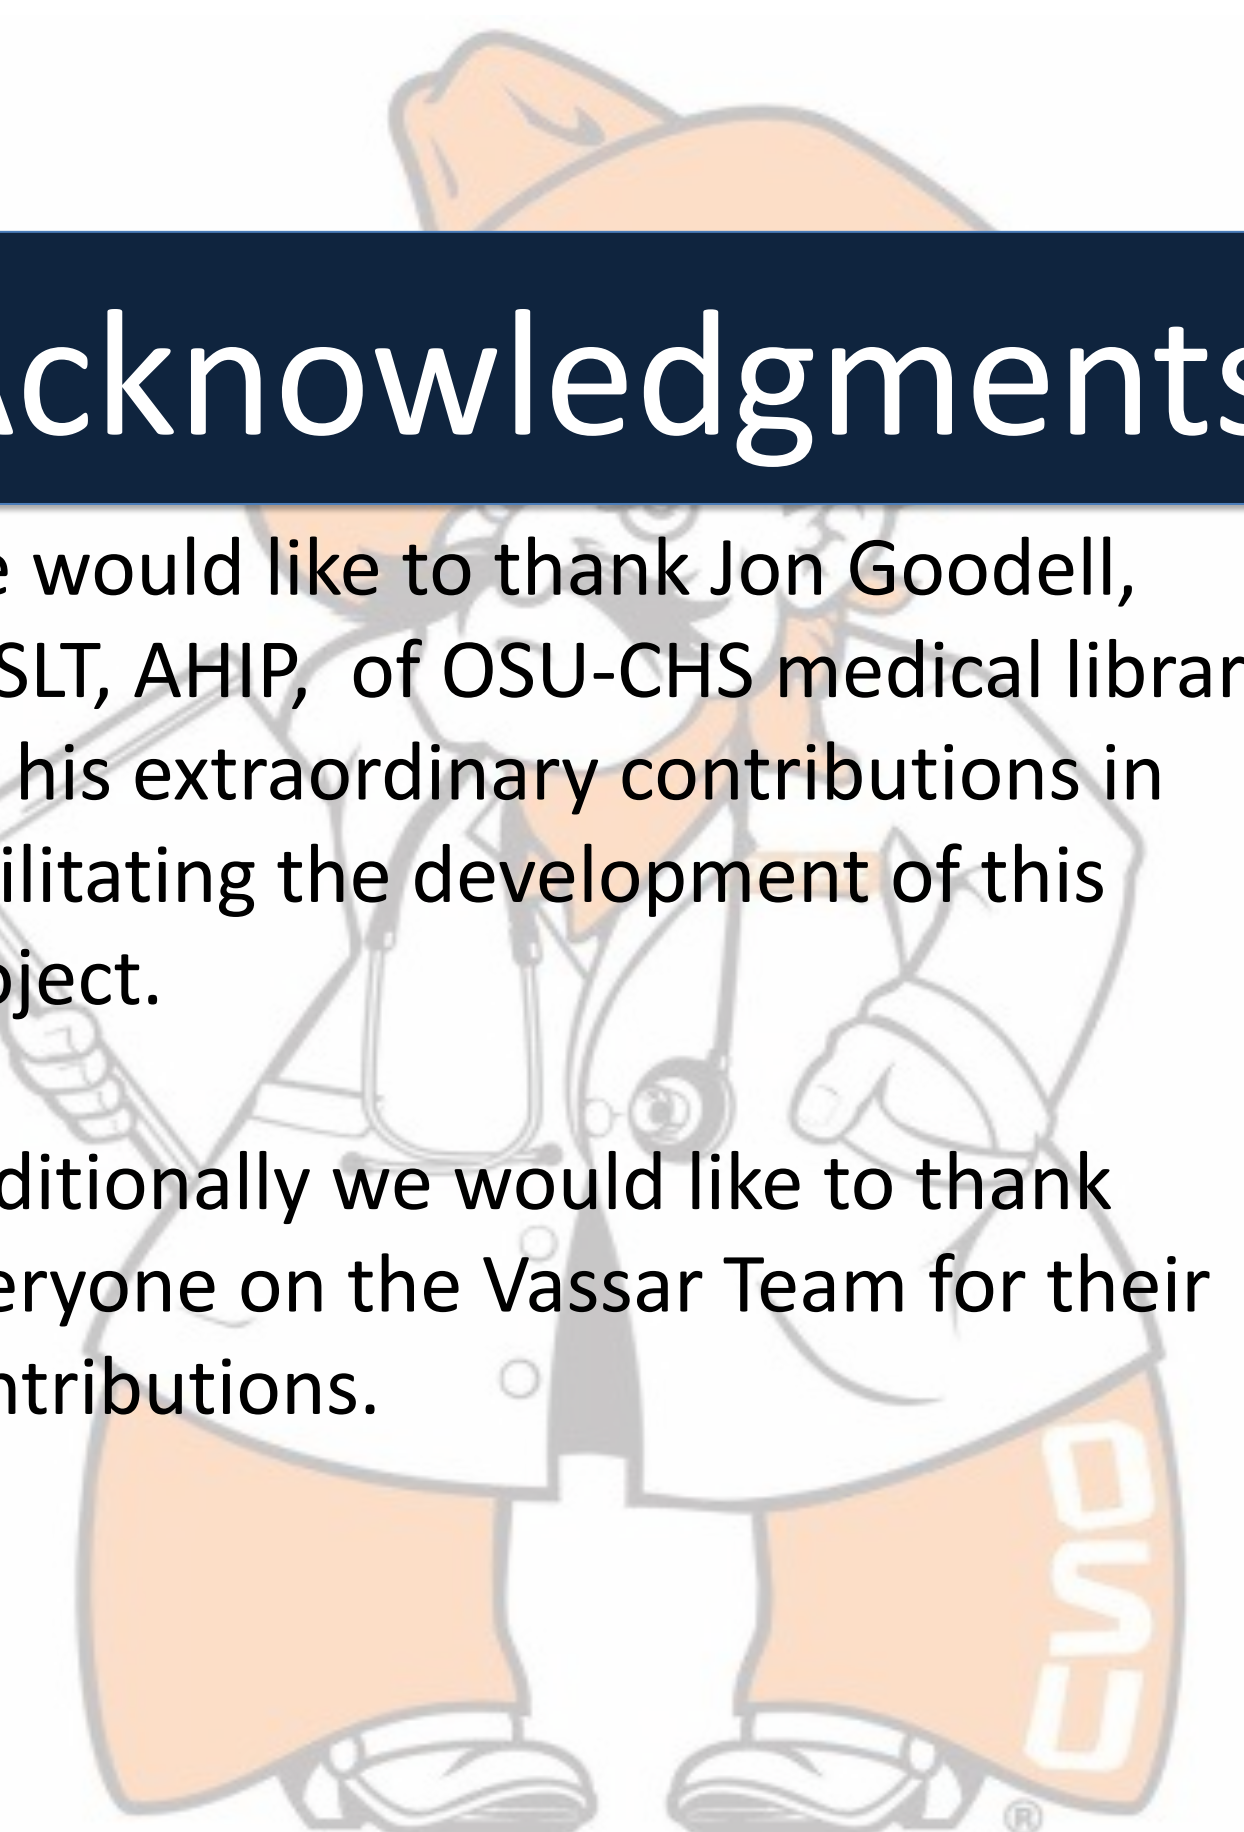 Acknowledgments
e would like to thank Jon Goodell,
SLT, AHIP, of OSU-CHS medical librar
his extraordinary contributions in
ilitating the development of this
oject.
ditionally we would like to thank
eryone on the Vassar Team for their
ntributions.
OSU
®